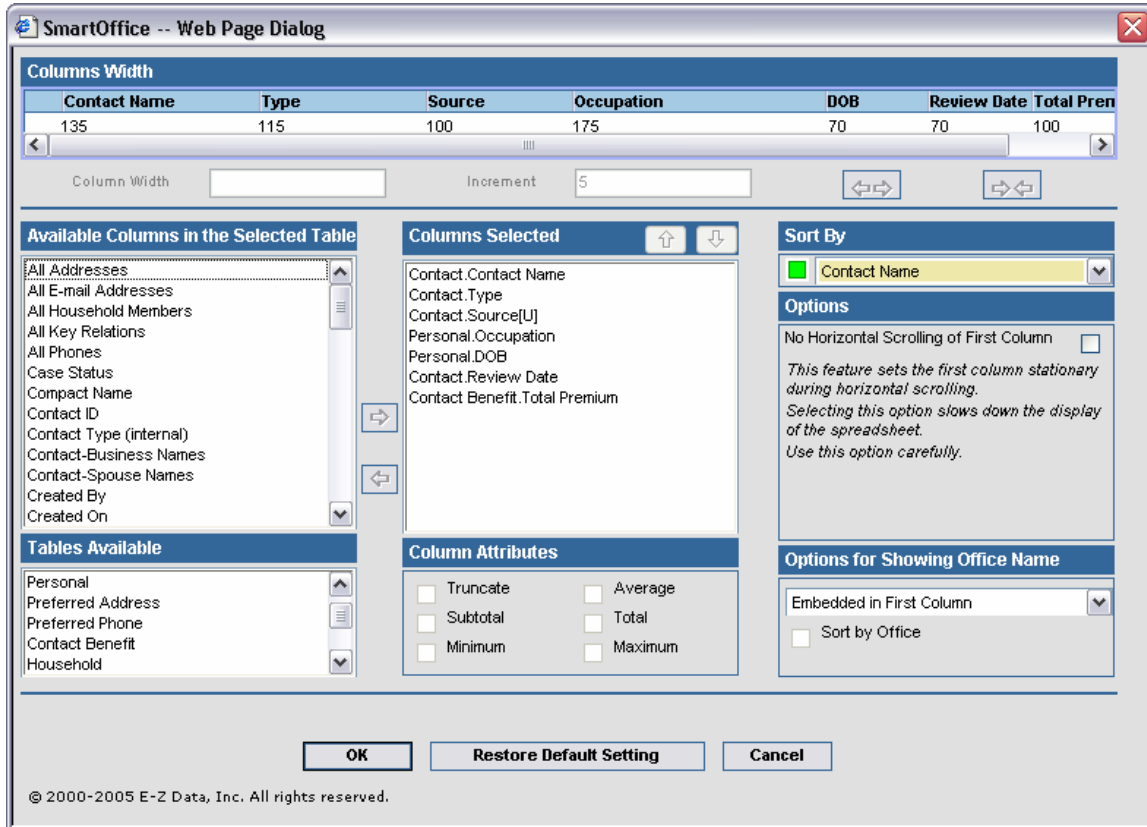 SmartOffice -- Web Page Dialog
Columns Width
Contact Name Type Source Occupation DOB Review Date Total Pren
135 115 100 175 70 70 100
Column Width Increment 5
Available Columns in the Selected Table
All Addresses
All E-mail Addresses
All Household Members
All Key Relations
All Phones
Case Status
Compact Name
Contact ID
Contact Type (internal)
Contact-Business Names
Contact-Spouse Names
Created By
Created On
Tables Available
Personal
Preferred Address
Preferred Phone
Contact Benefit
Household
Columns Selected
Contact.Contact Name
Contact.Type
Contact.Source[U]
Personal.Occupation
Personal.DOB
Contact.Review Date
Contact Benefit.Total Premium
Column Attributes
Truncate Average
Subtotal Total
Minimum Maximum
Sort By
Contact Name
Options
No Horizontal Scrolling of First Column
This feature sets the first column stationary
during horizontal scrolling.
Selecting this option slows down the display
of the spreadsheet.
Use this option carefully.
Options for Showing Office Name
Embedded in First Column
Sort by Office
OK Restore Default Setting Cancel
© 2000-2005 E-Z Data, Inc. All rights reserved.